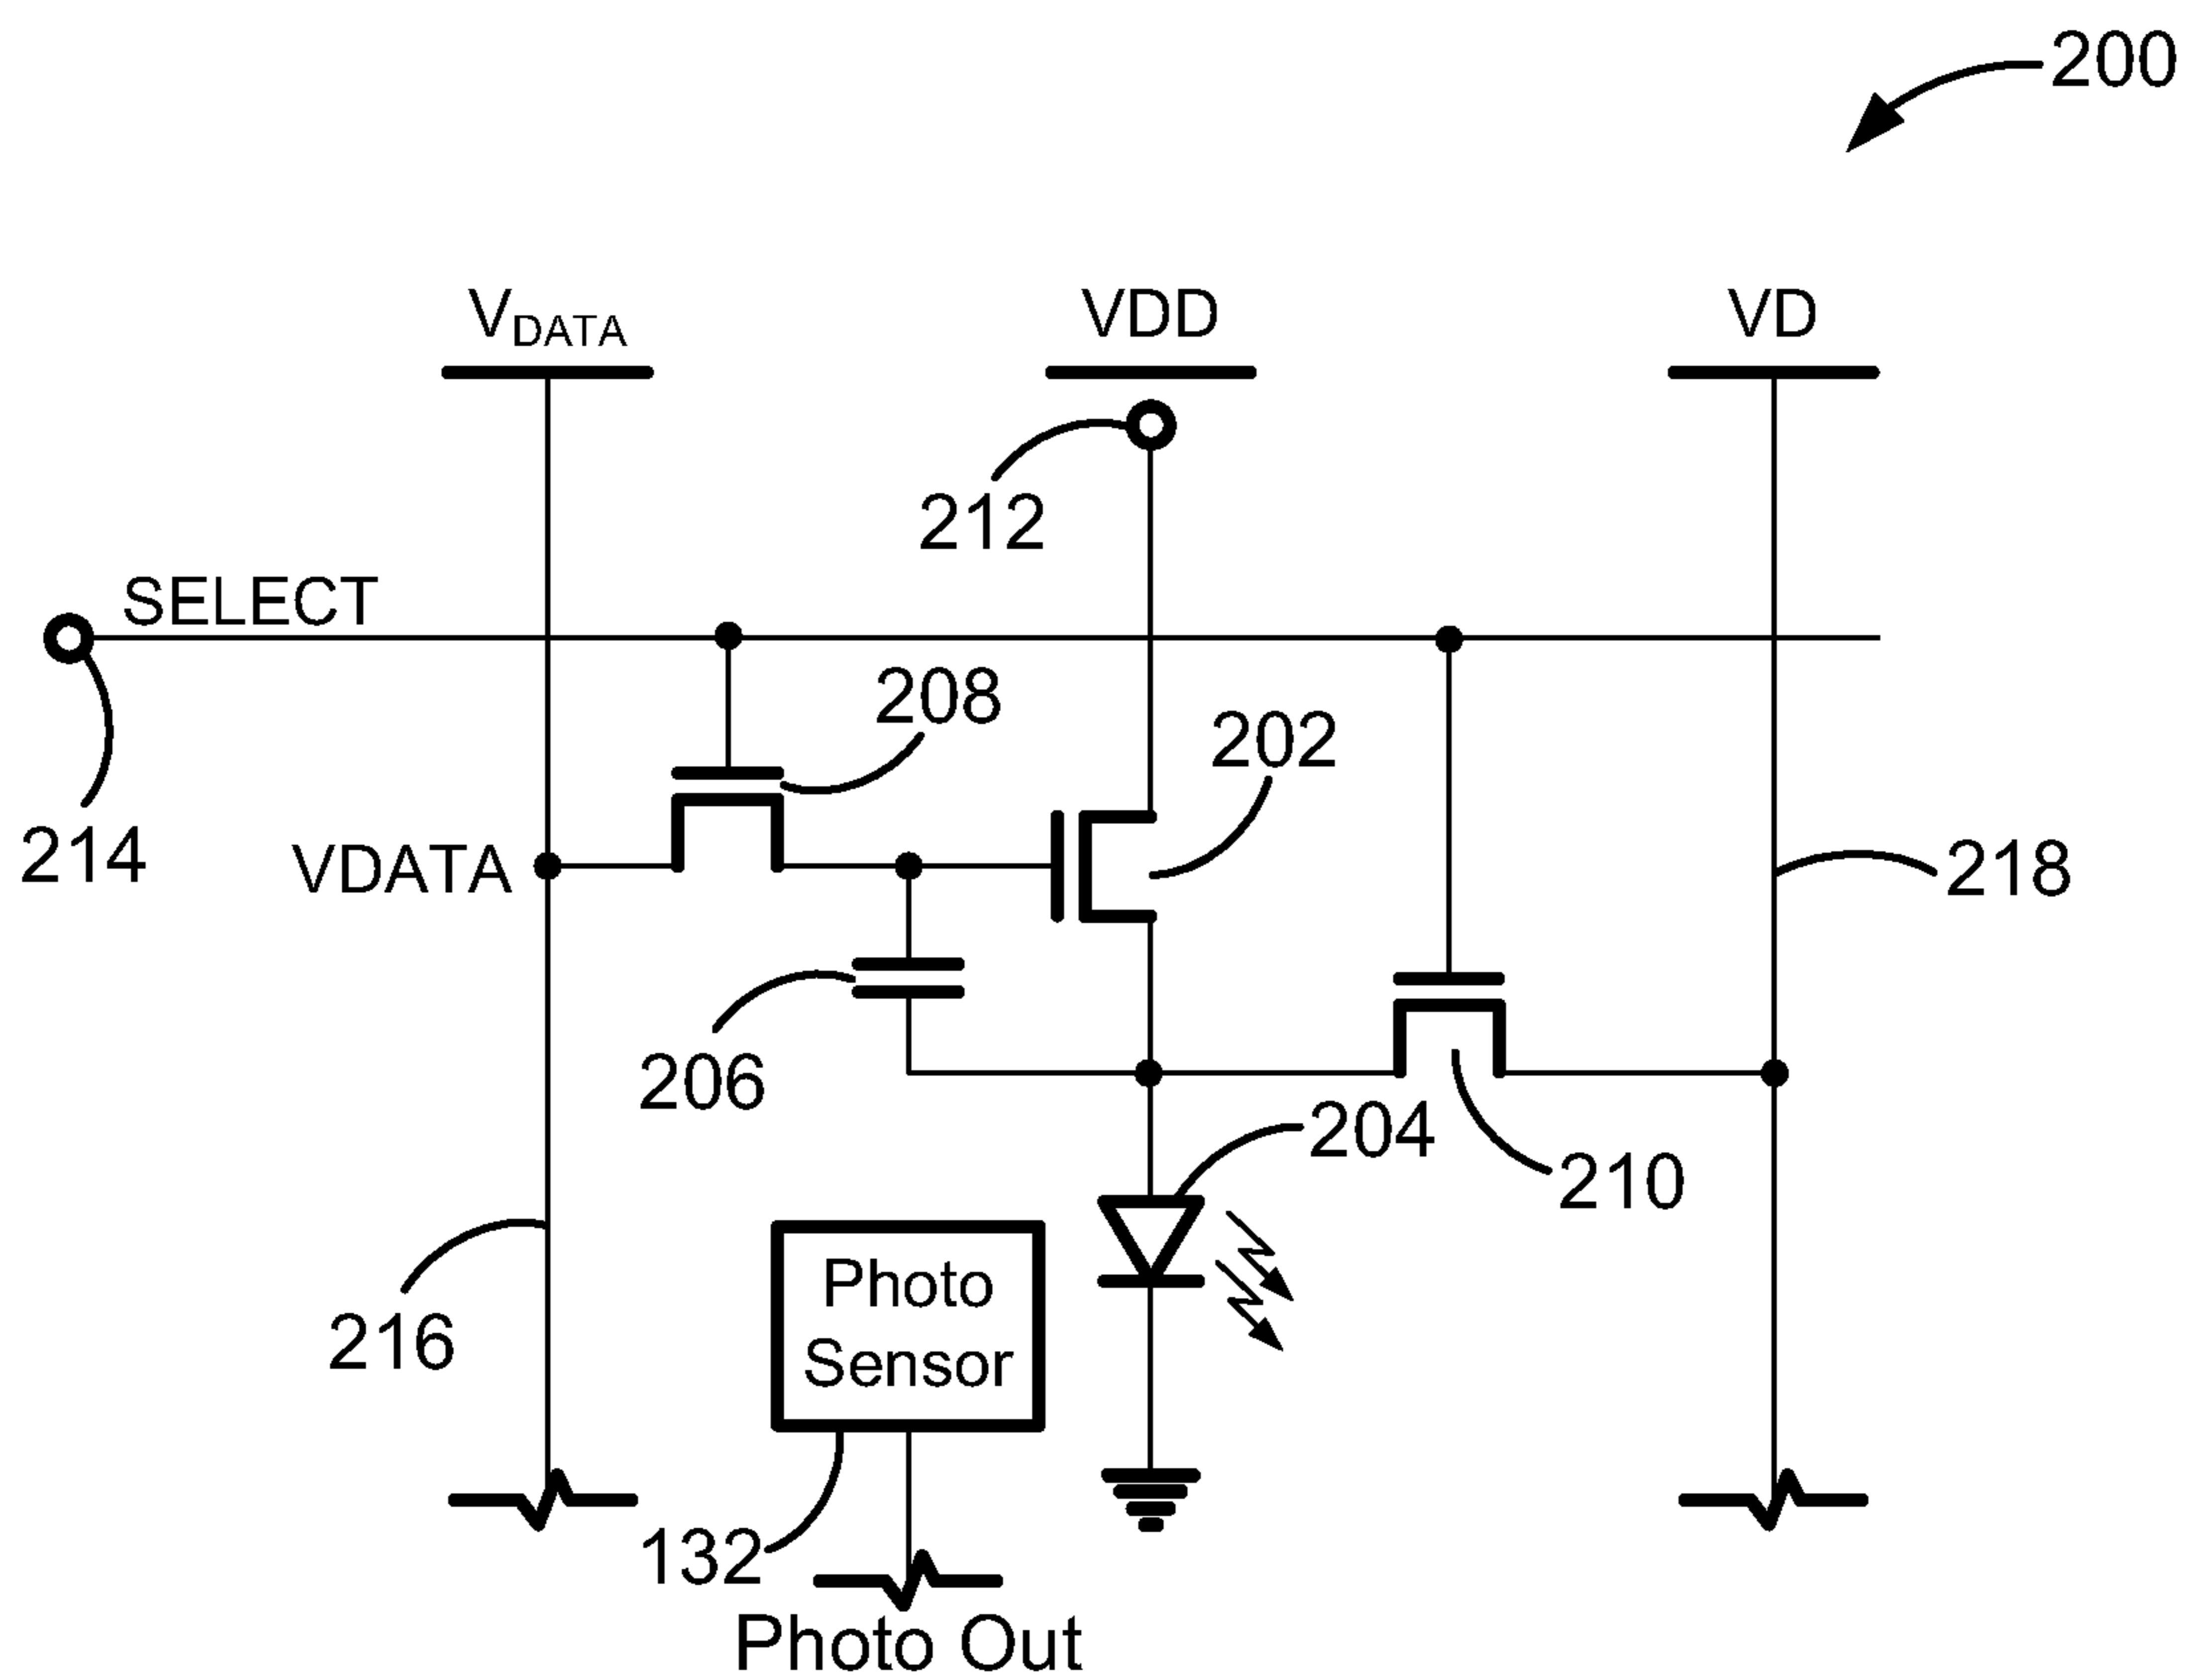 200
VDATA
VDD
VD
212
SELECT
208
202
214
VDATA
218
206
204
210
Photo
Sensor
216
132
Photo Out